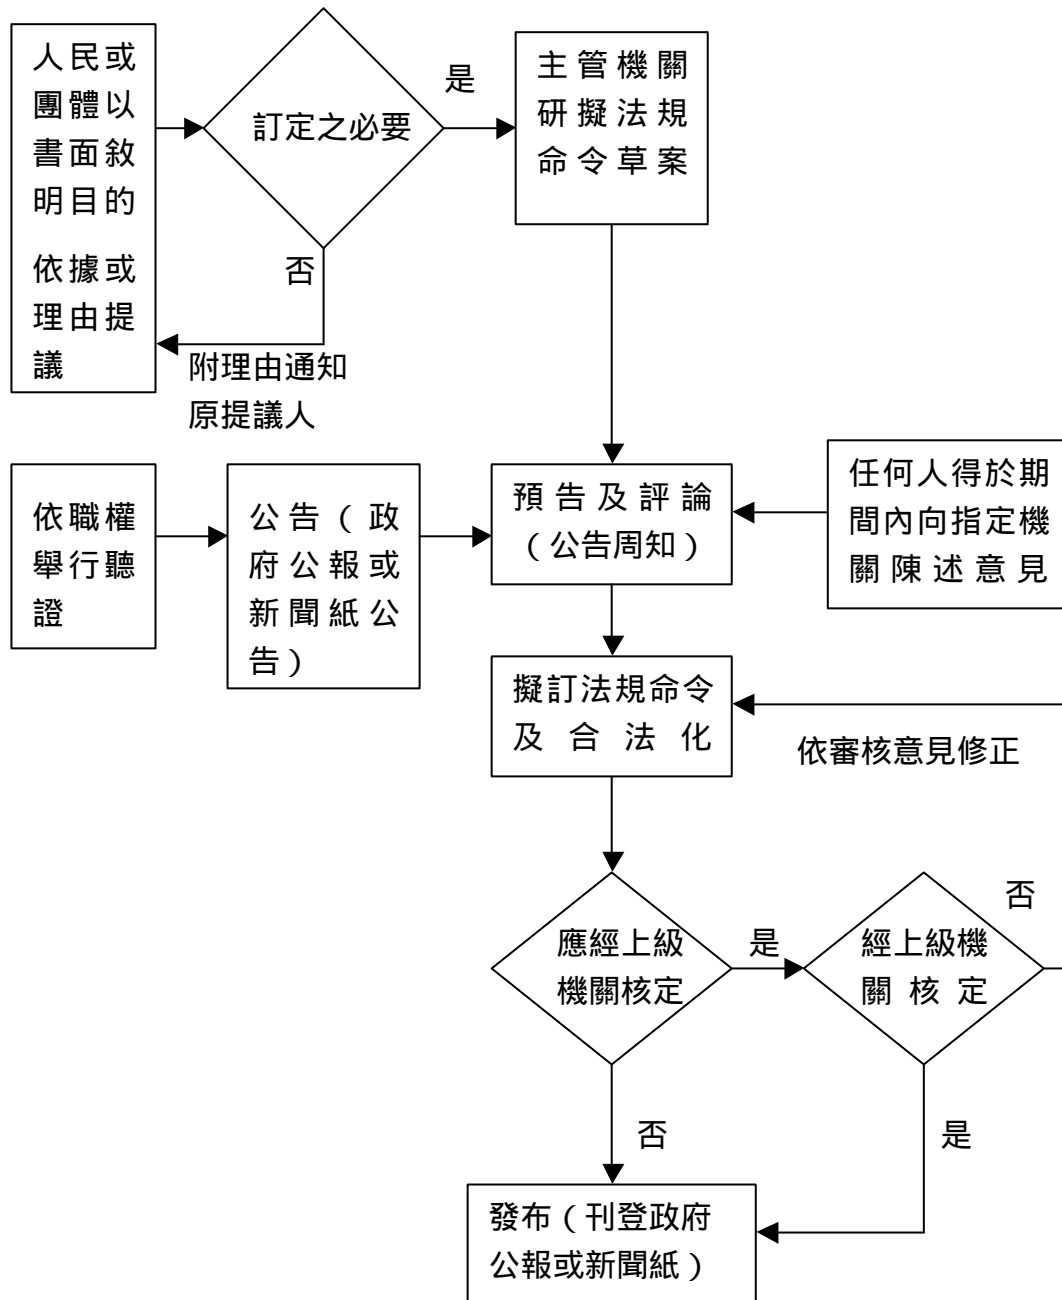 人民或
團體以
書面敘
明目的
依據或
理由提
議
訂定之必要
是
主管機關
研擬法規
命令草案
否
附理由通知
原提議人
依職權
舉行聽
證
公告（政
府公報或
新聞紙公
告）
預告及評論
（公告周知）
任何人得於期
間內向指定機
關陳述意見
擬訂法規命令
及合法化
依審核意見修正
應經上級
機關核定
是
經上級機
關核定
否
否
是
發布（刊登政府
公報或新聞紙）